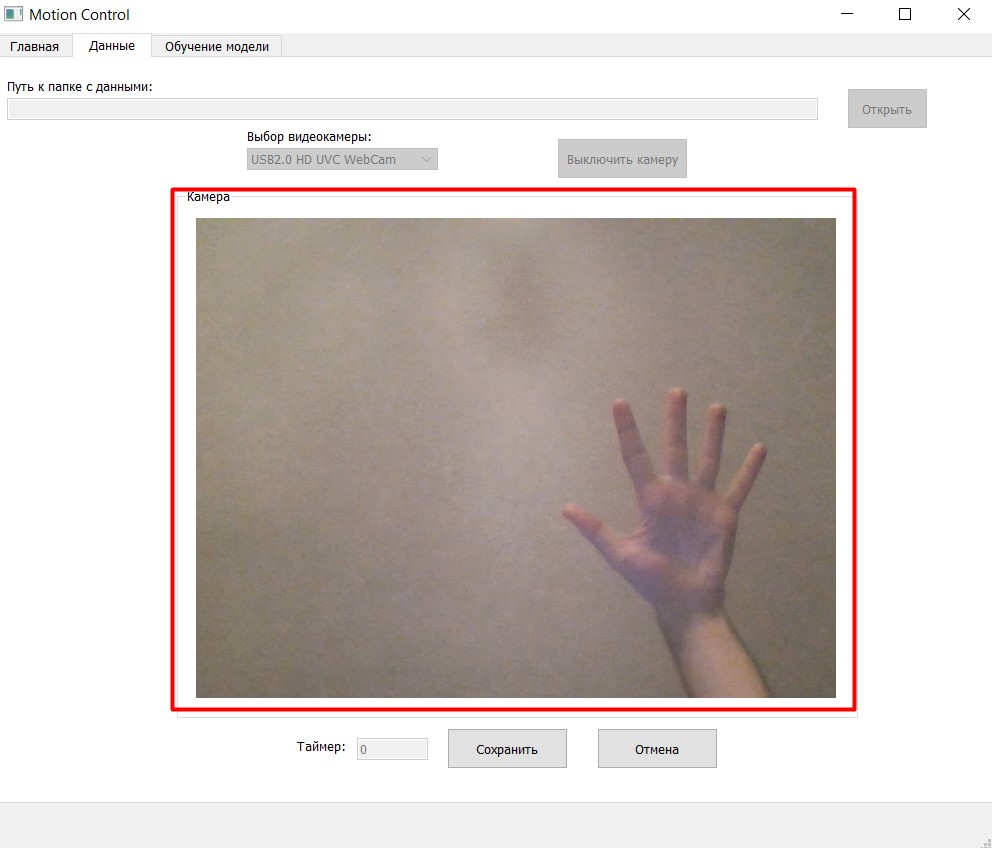 Motion Control
Главная Данные Обучение модели
Путь к папке с данными:
Открыть
Выбор видеокамеры:
USB2.0 HD UVC WebCam Выключить камеру
Камера
Таймер: 0 Сохранить Отмена